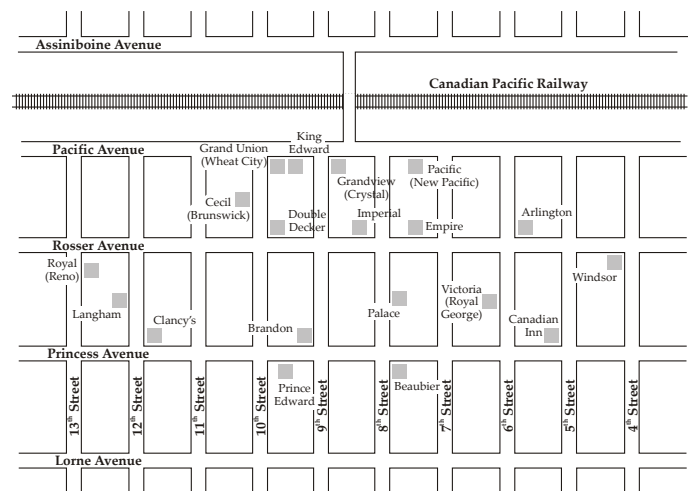 Assiniboine Avenue
Canadian Pacific Railway
Pacific Avenue
Grand Union
(Wheat City)
King
Edward
Grandview
(Crystal)
Pacific
(New Pacific)
Cecil
(Brunswick)
Double
Decker
Imperial
Empire
Arlington
Rosser Avenue
Royal
(Reno)
Langham
Clancy's
Brandon
Palace
Victoria
(Royal
George)
Canadian
Inn
Windsor
Princess Avenue
Prince
Edward
Beaubier
13th Street
12th Street
11th Street
10th Street
9th Street
8th Street
7th Street
6th Street
5th Street
4th Street
Lorne Avenue